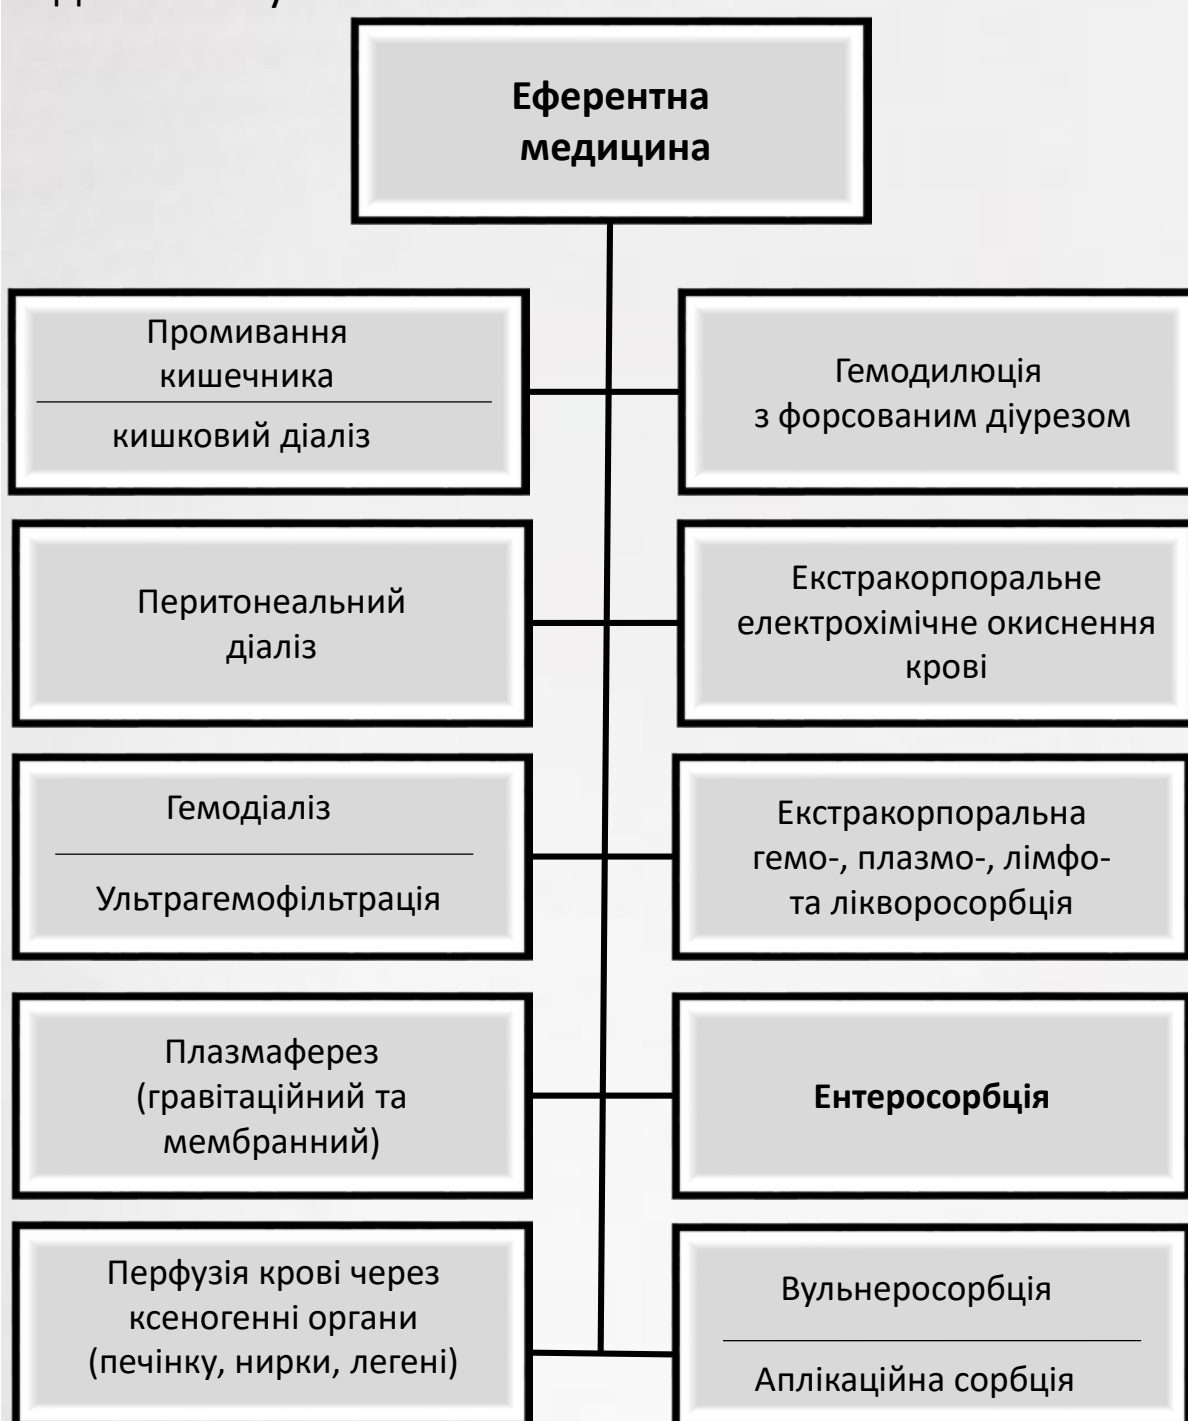 Еферентна
медицина
Промивання
кишечника
кишковий діаліз
Гемодилюція
з форсованим діурезом
Перитонеальний
діаліз
Екстракорпоральне
електрохімічне окиснення
крові
Гемодіаліз
Ультрагемофільтрація
Екстракорпоральна
гемо-, плазмо-, лімфо-
та лікворосорбція
Плазмаферез
(гравітаційний та
мембранний)
Ентеросорбція
Перфузія крові через
ксеногенні органи
(печінку, нирки, легені)
Вульнеросорбція
Аплікаційна сорбція